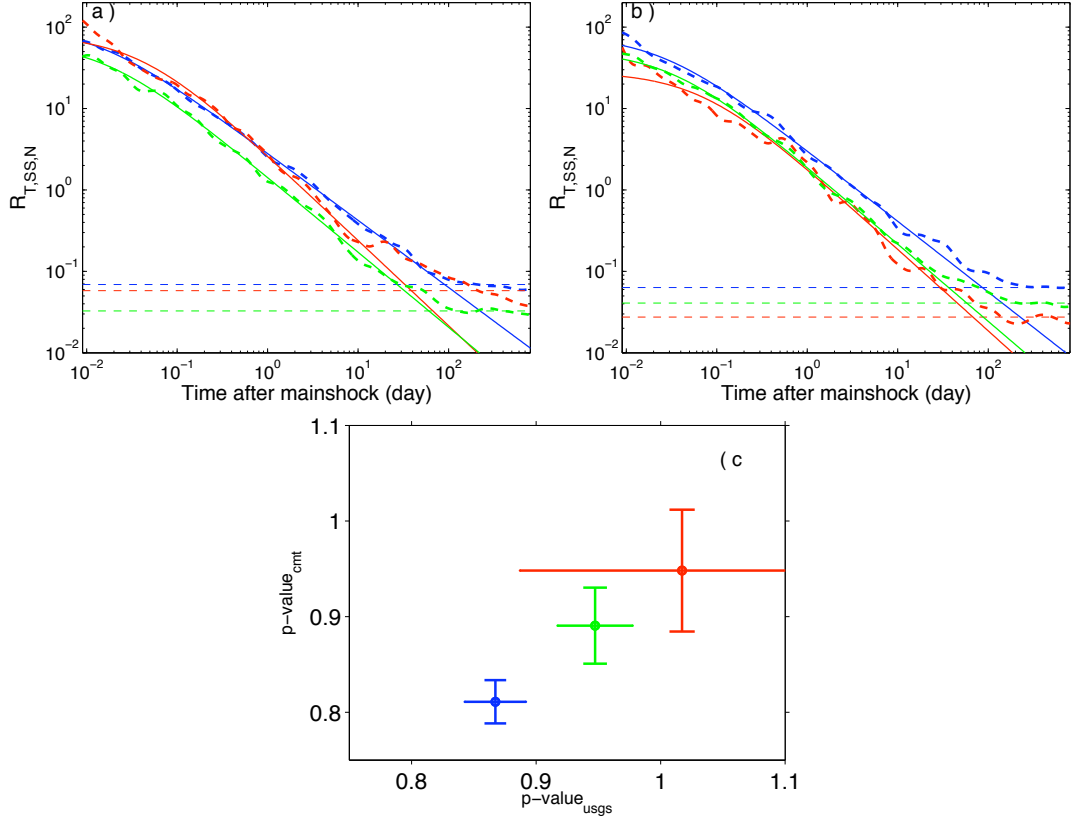 a )
10^2
10^1
10^0
10^-1
10^-2
R_T,SS,N
10^-2 10^-1 10^0 10^1 10^2
Time after mainshock (day)
b )
10^2
10^1
10^0
10^-1
10^-2
R_T,SS,N
10^-2 10^-1 10^0 10^1 10^2
Time after mainshock (day)
( c
1.1
1
0.9
0.8
p-value_cmt
0.8 0.9 1 1.1
p-value_usgs